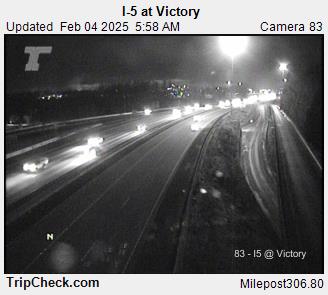 I-5 at Victory
Updated Feb 04 2025 5:58 AM Camera 83
T
N
83 - I5 @ Victory
TripCheck.com Milepost306.80